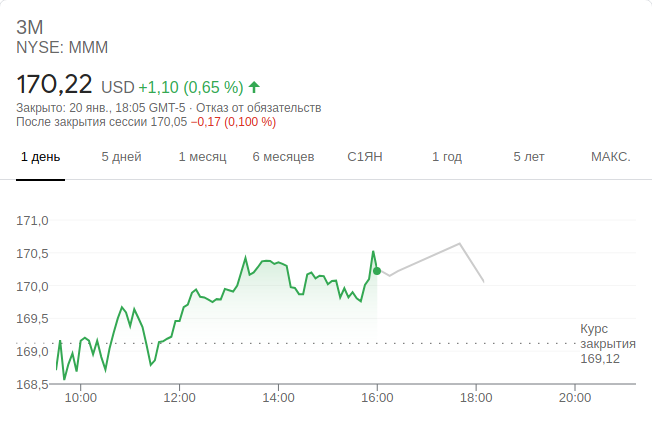 3M
NYSE: MMM
170,22 USD +1,10 (0,65 %)
Закрыто: 20 янв., 18:05 GMT-5 · Отказ от обязательств
После закрытия сессии 170,05 −0,17 (0,100 %)
1 день 5 дней 1 месяц 6 месяцев С1ЯН 1 год 5 лет МАКС.
171,0
170,5
170,0
169,5
169,0
168,5
Курс
закрытия
169,12
10:00 12:00 14:00 16:00 18:00 20:00